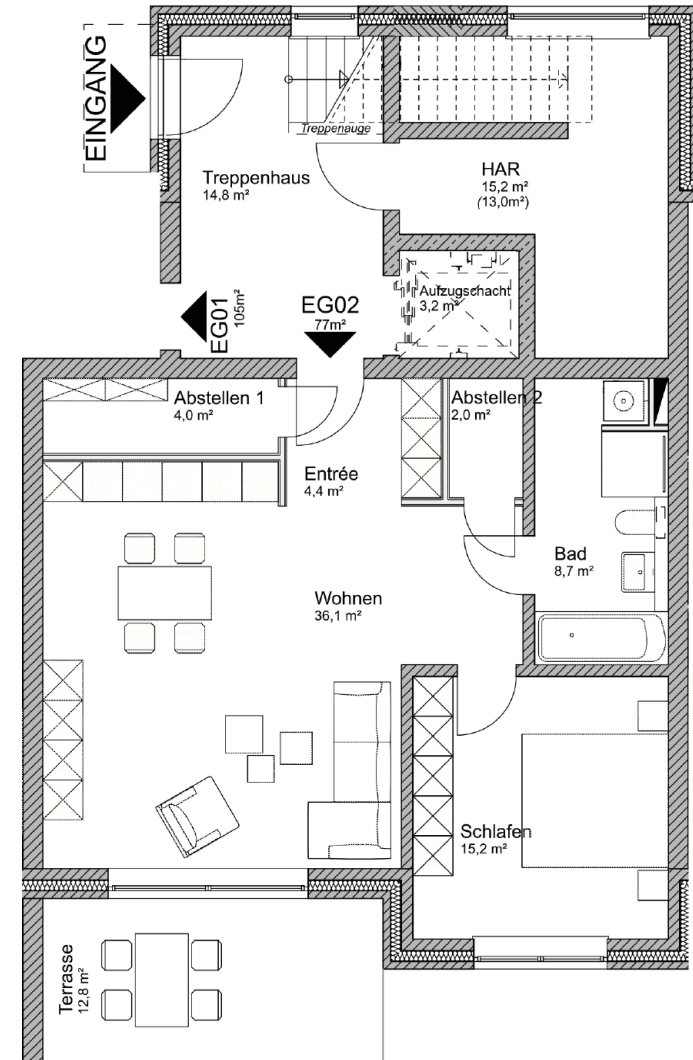 EINGANG
Treppenauge
Treppenhaus
14,8 m²
HAR
15,2 m²
(13,0m²)
Aufzugschacht
3,2 m²
EG01
105m²
EG02
77m²
Abstellen 1
4,0 m²
Abstellen 2
2,0 m²
Entrée
4,4 m²
Bad
8,7 m²
Wohnen
36,1 m²
Schlafen
15,2 m²
Terrasse
12,8 m²